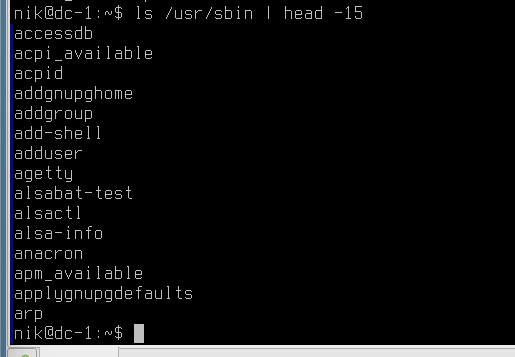 nik@dc-1:~$ ls /usr/sbin | head -15
accessdb
acpi_available
acpid
addgnupghome
addgroup
add-shell
adduser
agetty
alsabat-test
alsactl
alsa-info
anacron
apm_available
applygnupgdefaults
arp
nik@dc-1:~$